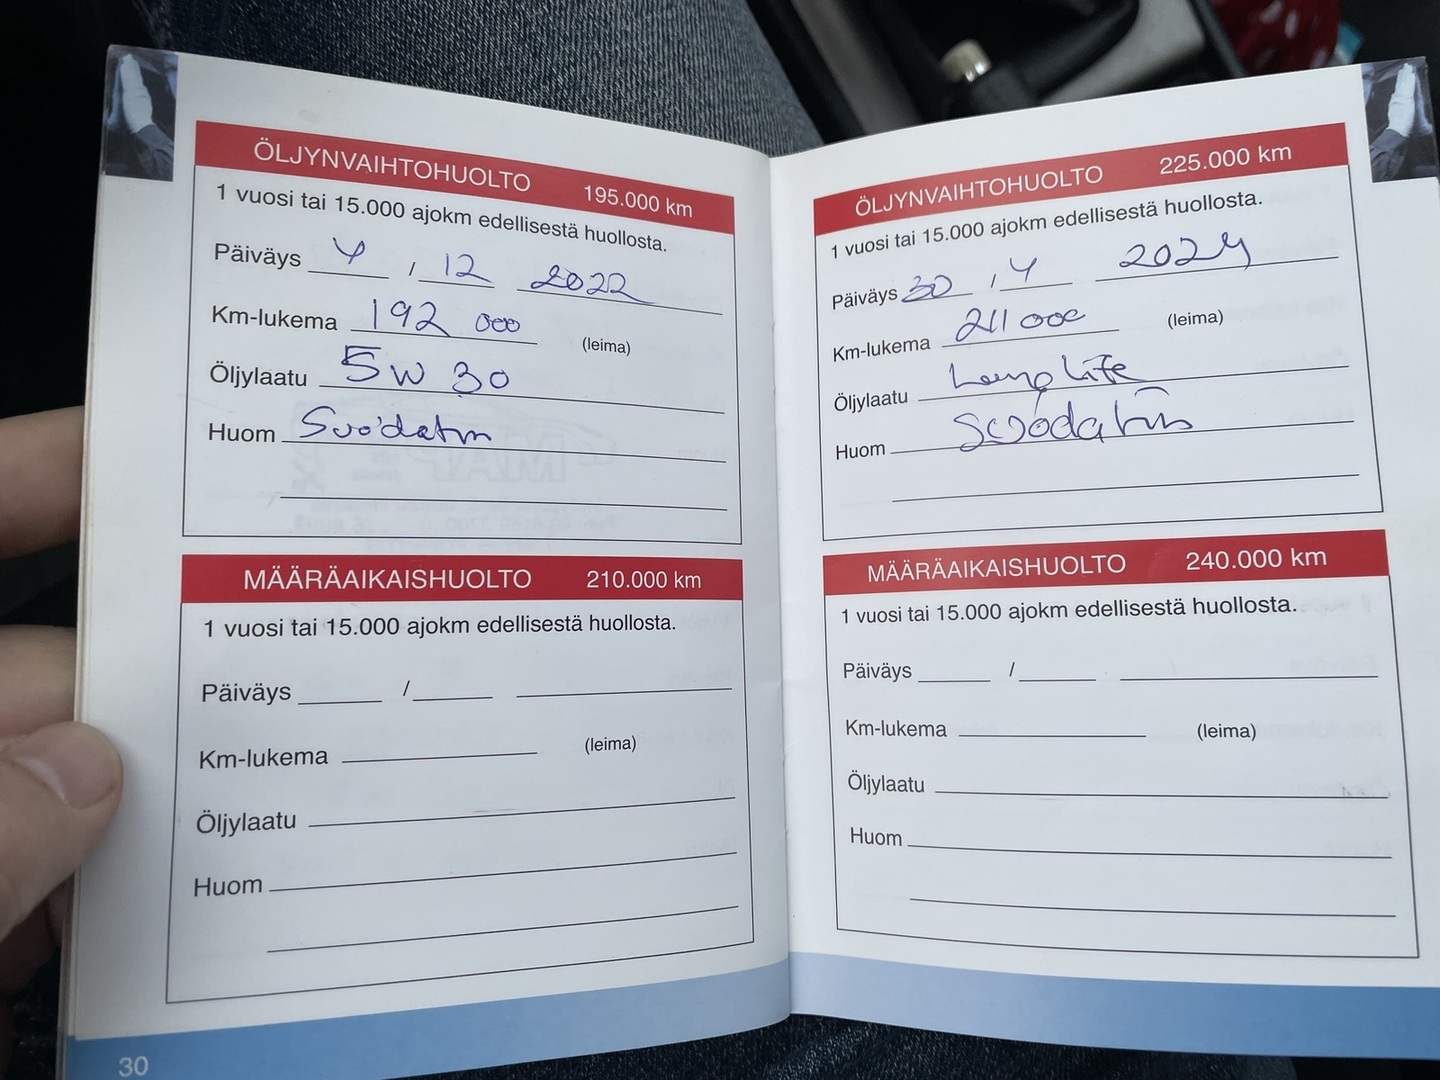 ÖLJYNVAIHTOHUOLTO 195.000 km
1 vuosi tai 15.000 ajokm edellisestä huollosta.
Päiväys 4 / 12 2022
Km-lukema 192 000 (leima)
Öljylaatu 5W 30
Huom Suodatin
MÄÄRÄAIKAISHUOLTO 210.000 km
1 vuosi tai 15.000 ajokm edellisestä huollosta.
Päiväys / 
Km-lukema (leima)
Öljylaatu
Huom
30
ÖLJYNVAIHTOHUOLTO 225.000 km
1 vuosi tai 15.000 ajokm edellisestä huollosta.
Päiväys 30 / 4 2024
Km-lukema 211 000 (leima)
Öljylaatu Long Life
Huom Suodatin
MÄÄRÄAIKAISHUOLTO 240.000 km
1 vuosi tai 15.000 ajokm edellisestä huollosta.
Päiväys /
Km-lukema (leima)
Öljylaatu
Huom